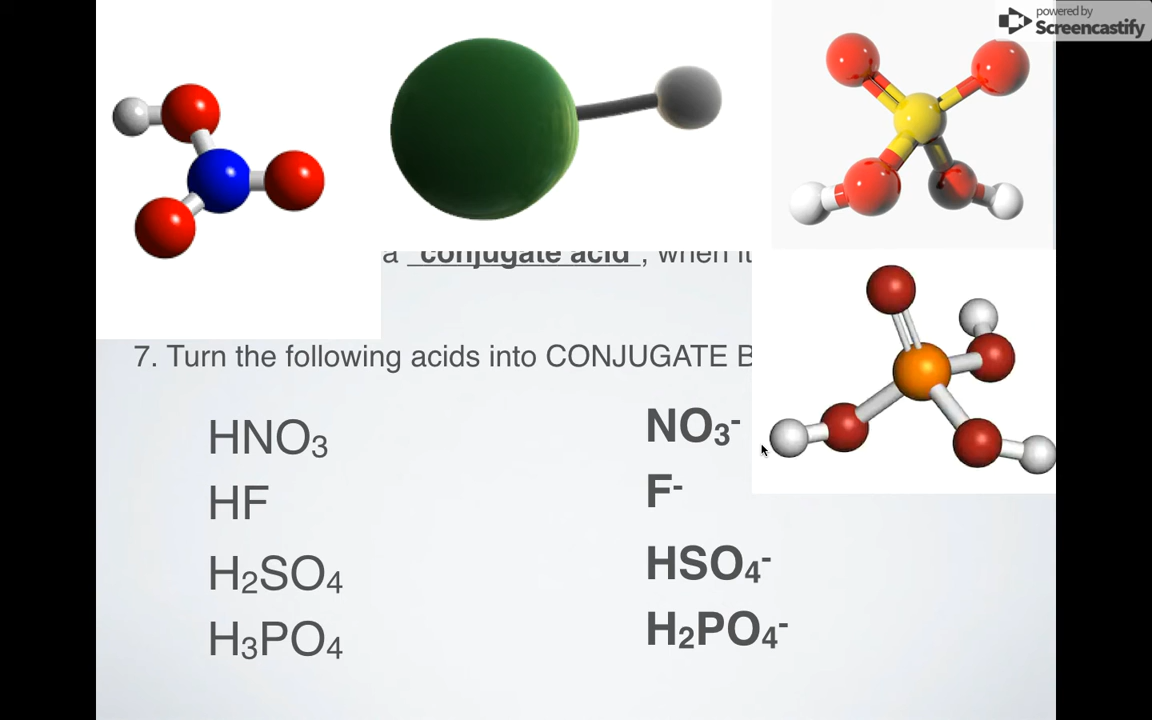 powered by
Screencastify
a conjugate acid , when it
7. Turn the following acids into CONJUGATE B
HNO₃ NO₃⁻
HF F⁻
H₂SO₄ HSO₄⁻
H₃PO₄ H₂PO₄⁻